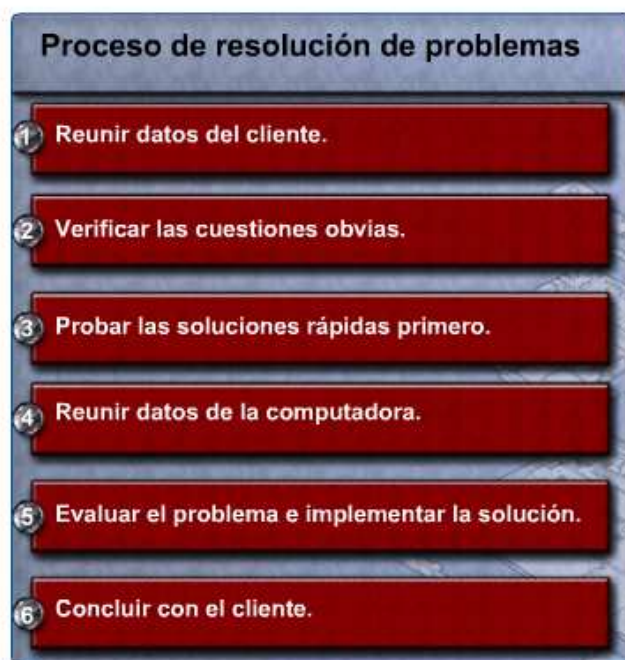 Proceso de resolución de problemas
1 Reunir datos del cliente.
2 Verificar las cuestiones obvias.
3 Probar las soluciones rápidas primero.
4 Reunir datos de la computadora.
5 Evaluar el problema e implementar la solución.
6 Concluir con el cliente.